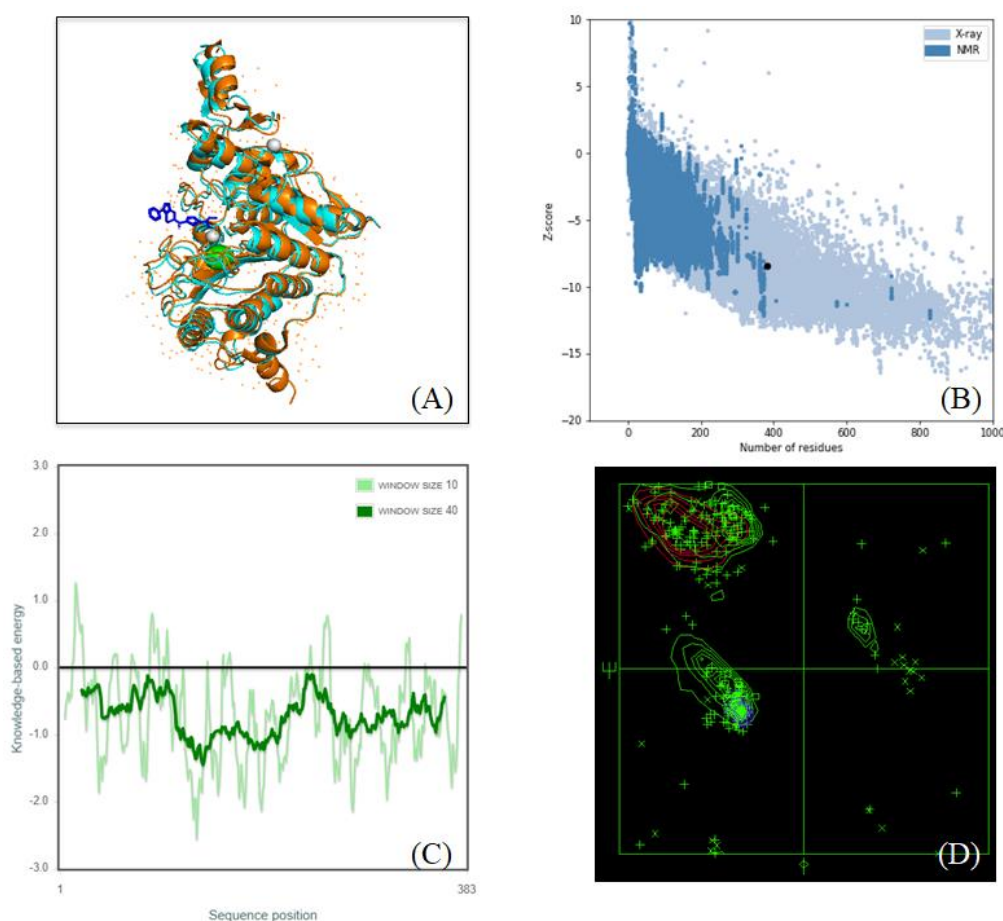 (A)
10
5
0
-5
-10
-15
-20
Z-score
X-ray
NMR
0
200
400
600
800
1000
Number of residues
(B)
3.0
2.0
1.0
0.0
-1.0
-2.0
-3.0
Knowledge-based energy
WINDOW SIZE 10
WINDOW SIZE 40
(C)
1
383
Sequence position
Ψ
Φ
(D)